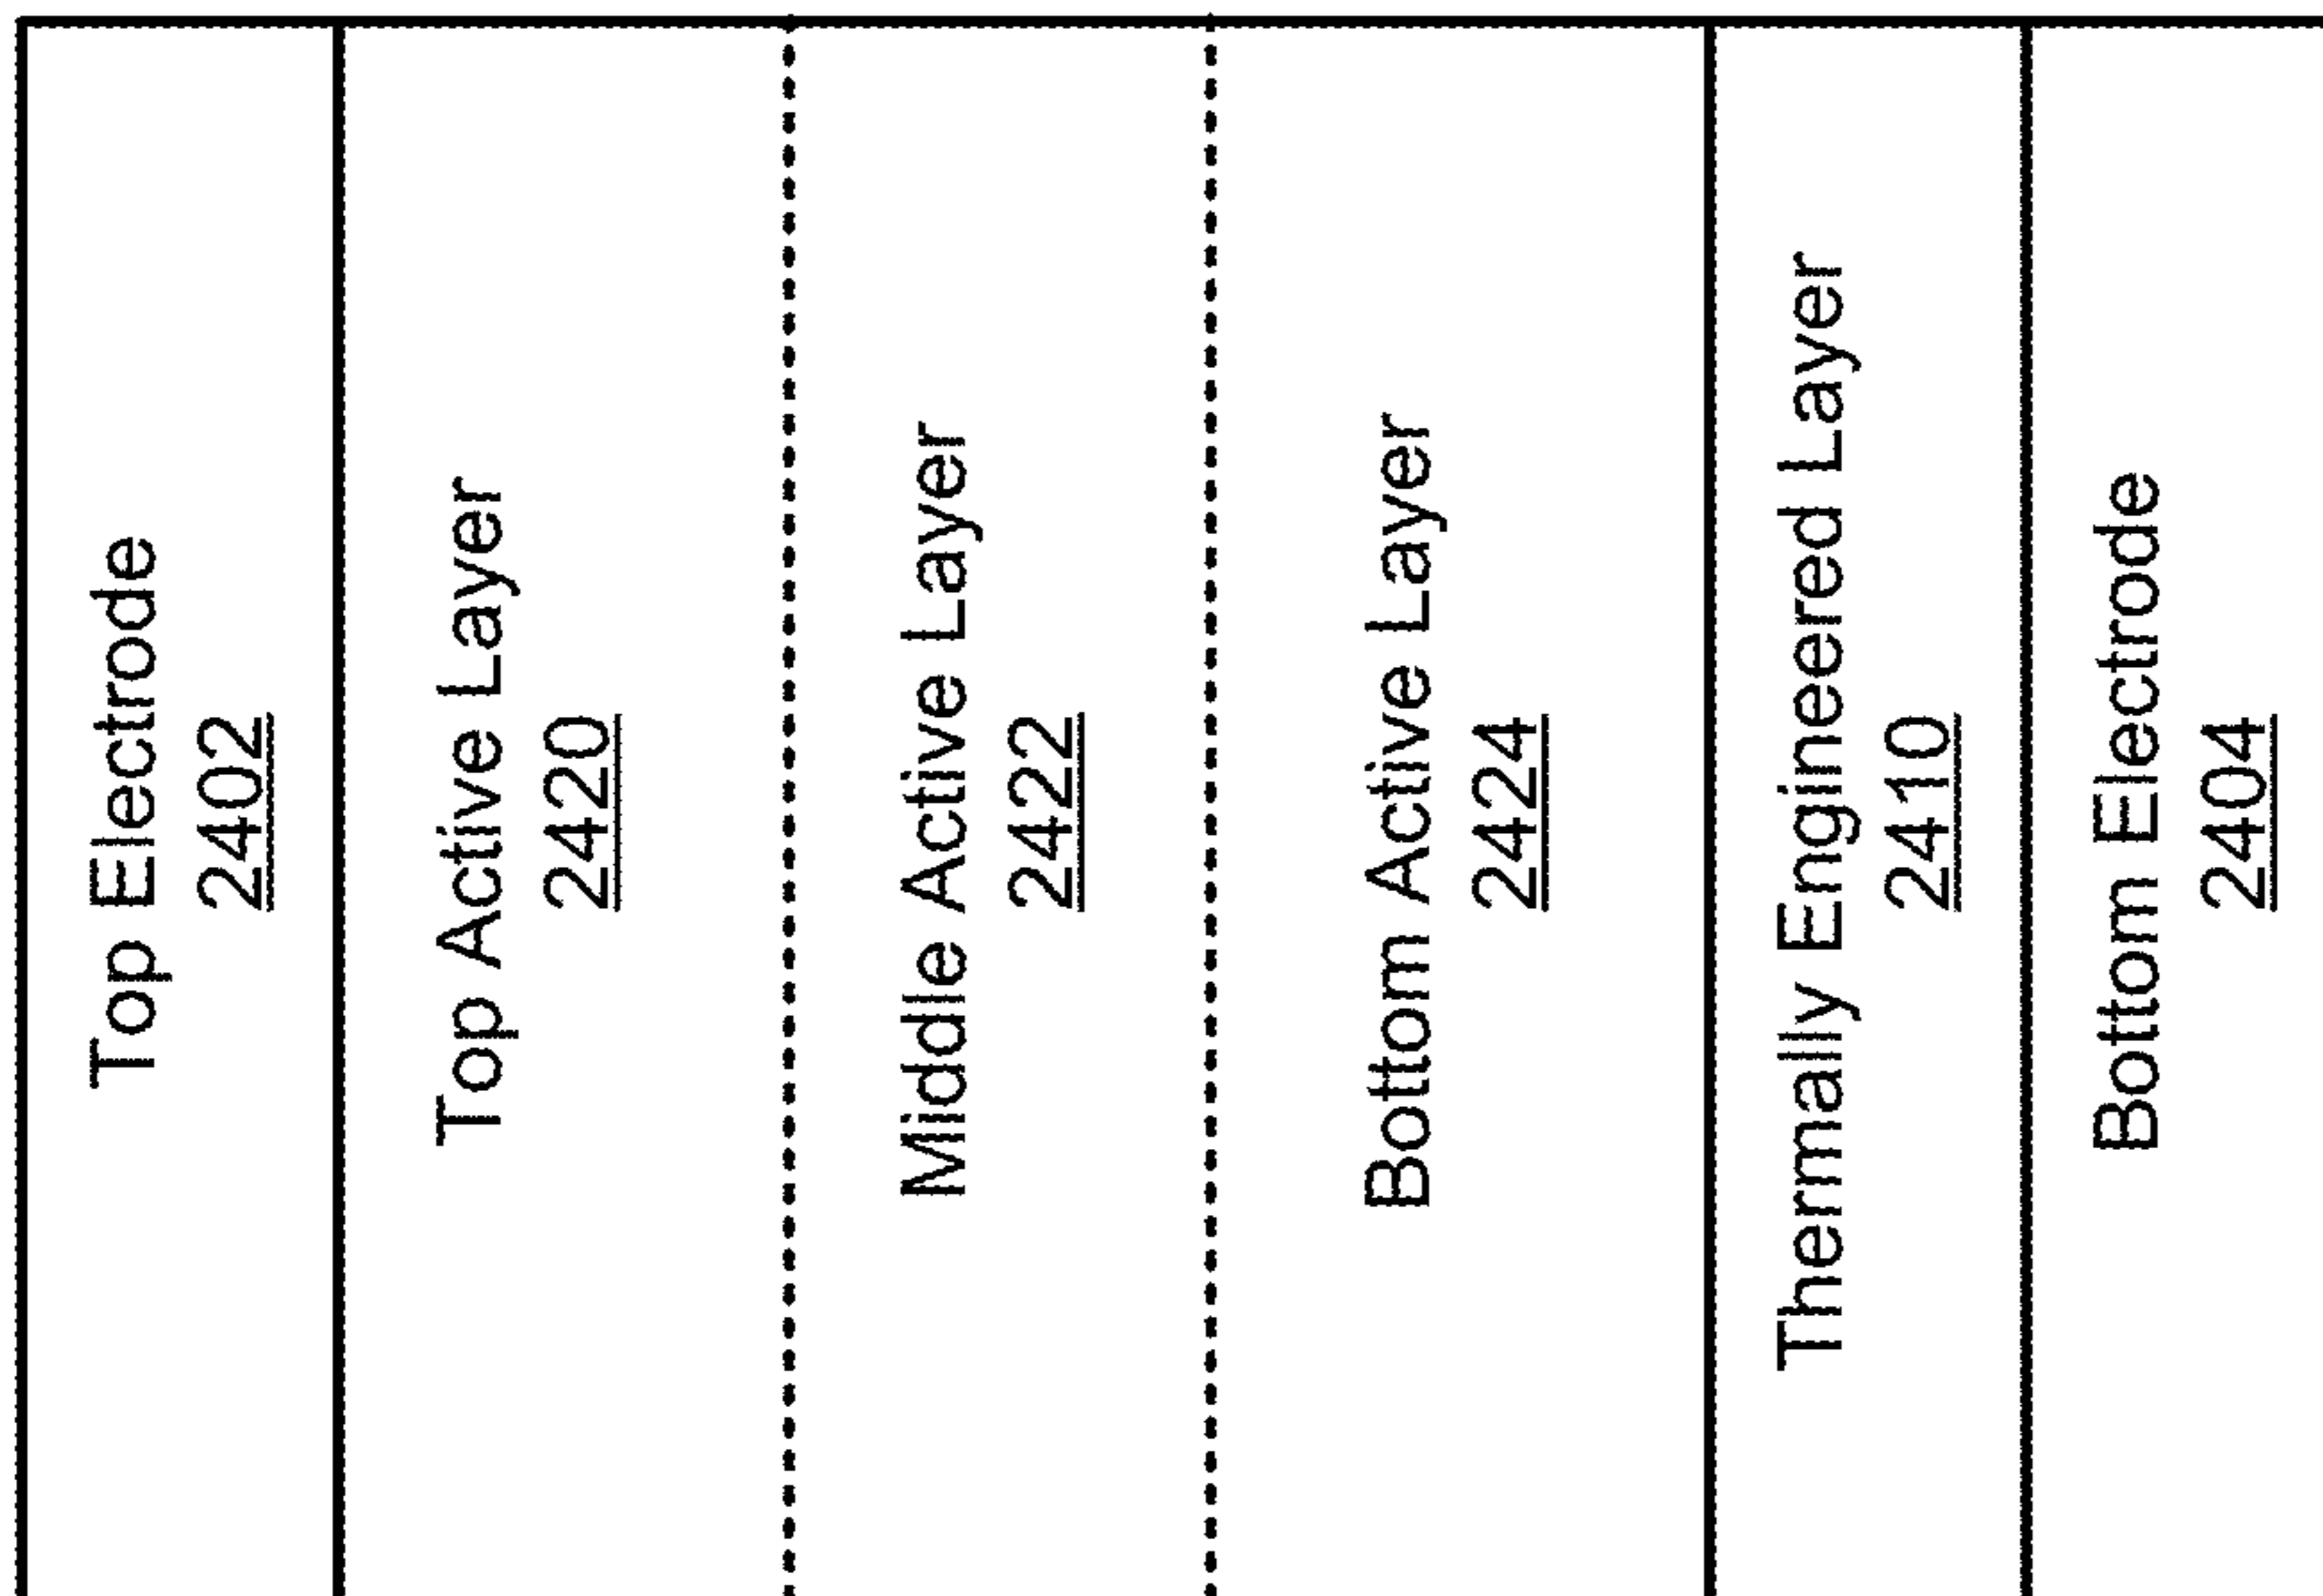 Top Electrode
2402
Top Active Layer
2420
Middle Active Layer
2422
Bottom Active Layer
2424
Thermally Engineered Layer
2410
Bottom Electrode
2404